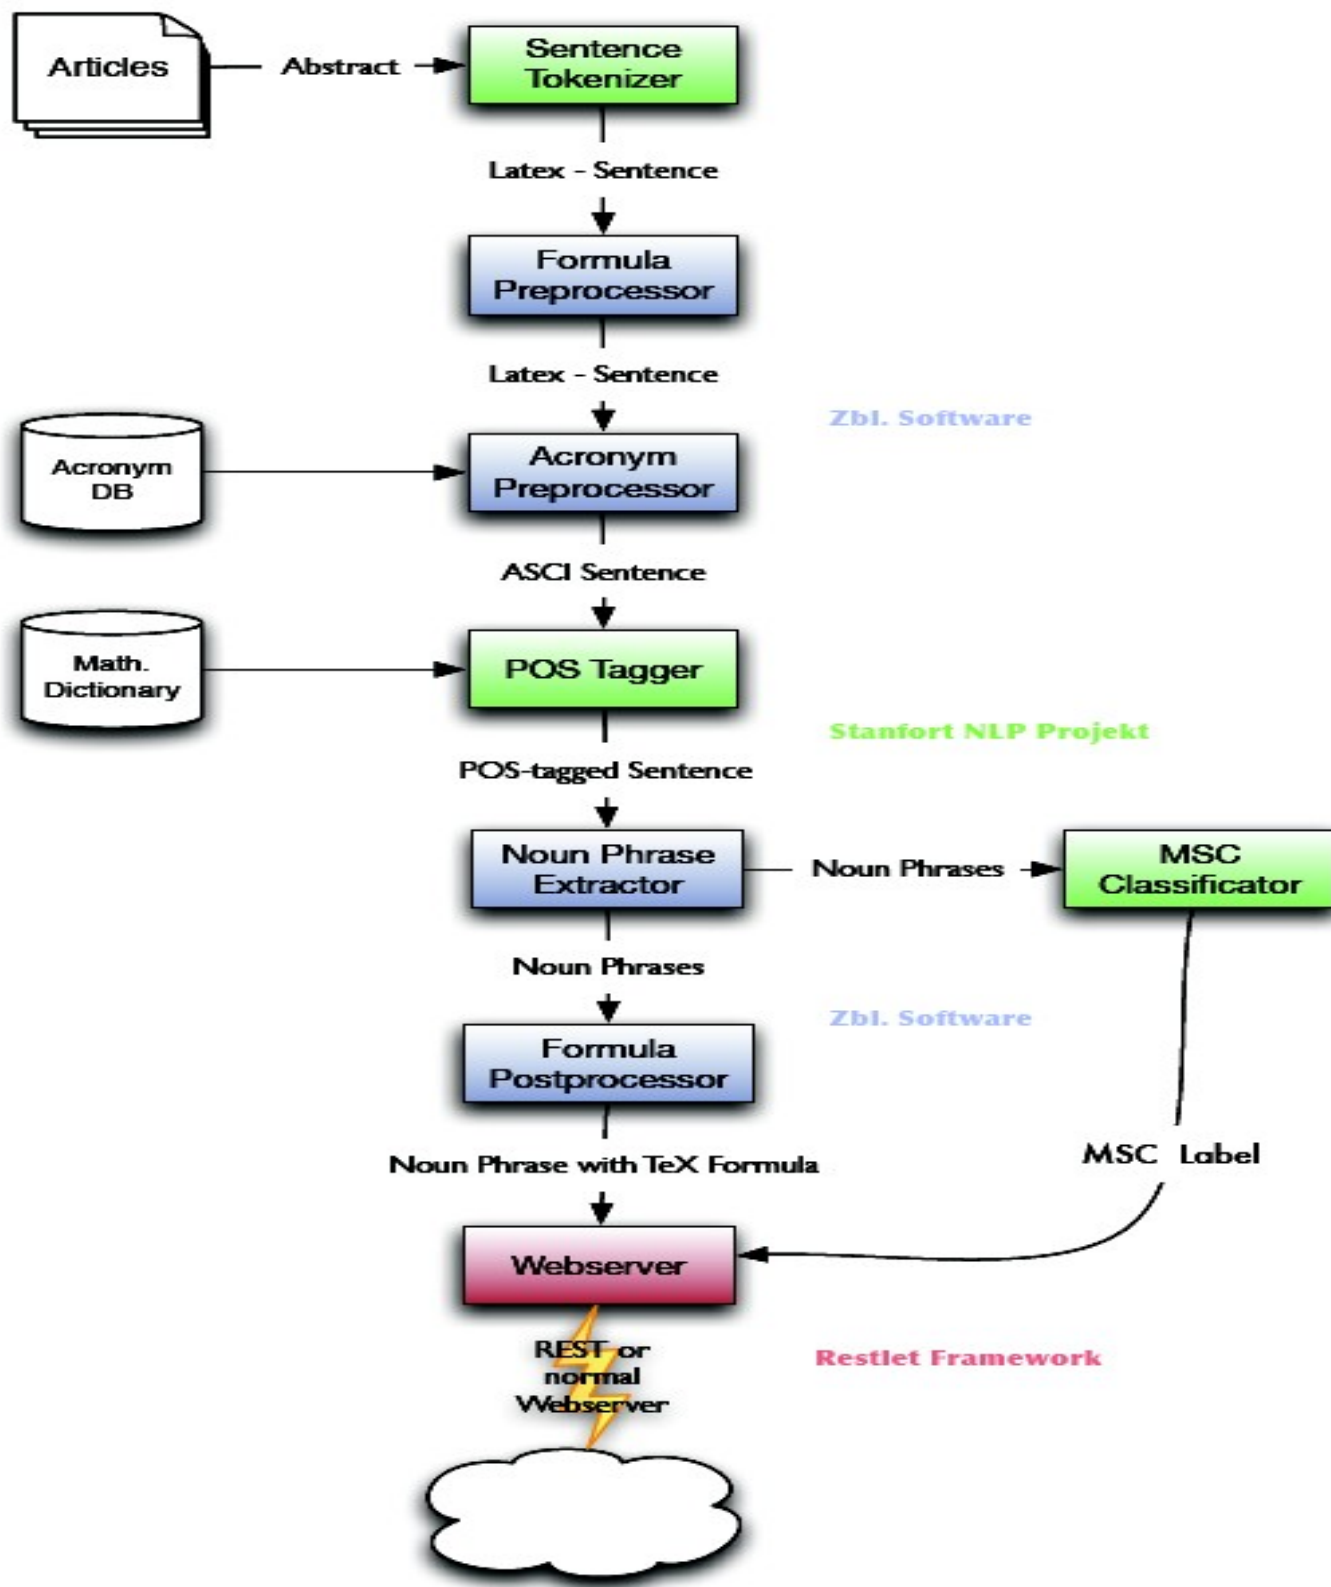 Articles
Abstract
Sentence
Tokenizer
Latex - Sentence
Formula
Preprocessor
Latex - Sentence
Zbl. Software
Acronym
DB
Acronym
Preprocessor
ASCI Sentence
Math.
Dictionary
POS Tagger
Stanfort NLP Projekt
POS-tagged Sentence
Noun Phrase
Extractor
Noun Phrases
MSC
Classificator
Noun Phrases
Zbl. Software
Formula
Postprocessor
MSC Label
Noun Phrase with TeX Formula
Webserver
REST or
normal
Webserver
Restlet Framework